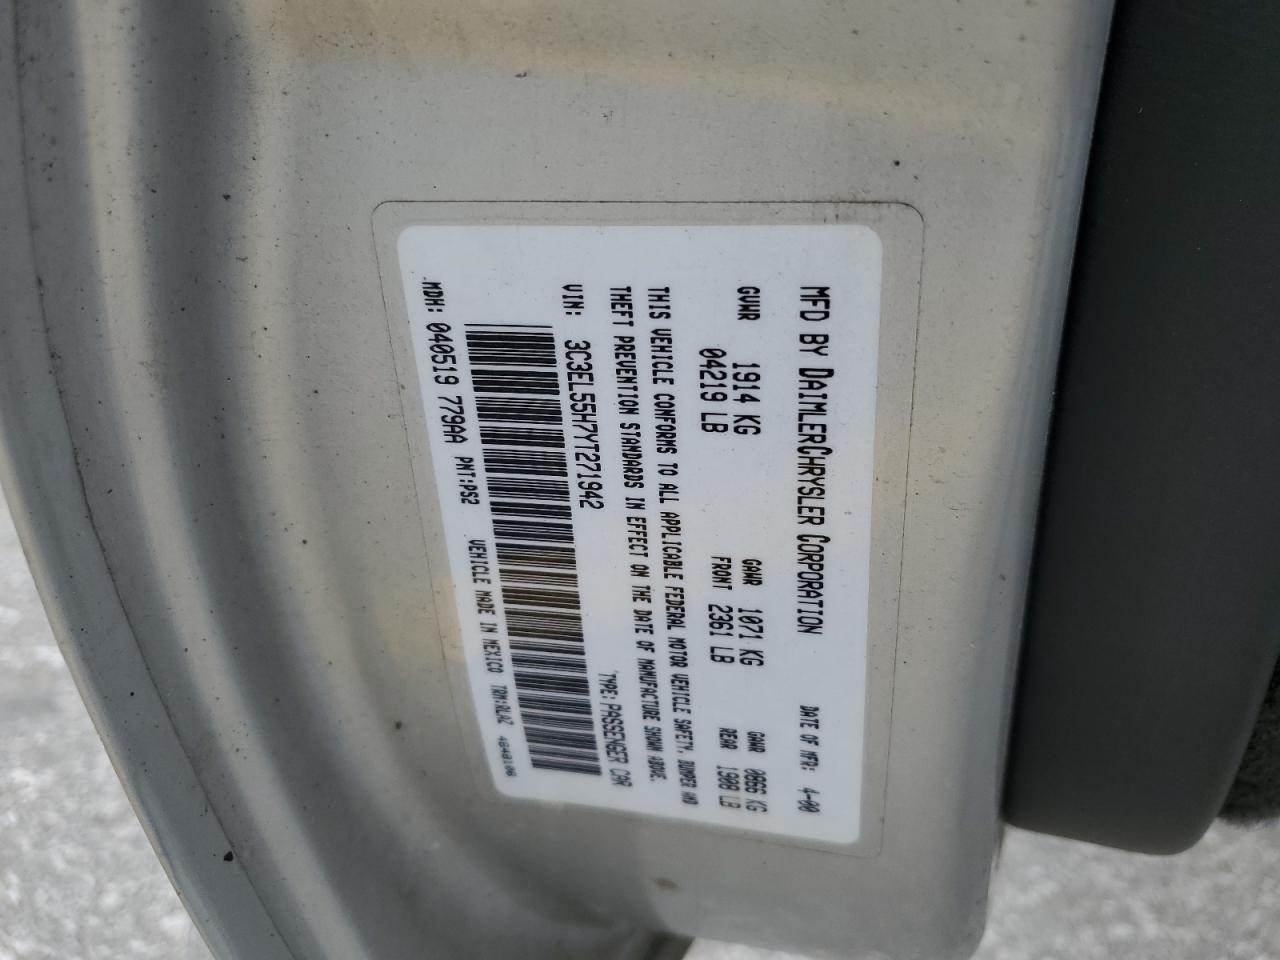 MFD BY DAIMLERCHRYSLER CORPORATION DATE OF MFR: 4-00
GVWR 1914 KG GAWR 1071 KG GAWR 0866 KG
04219 LB FRONT 2361 LB REAR 1908 LB
THIS VEHICLE CONFORMS TO ALL APPLICABLE FEDERAL MOTOR VEHICLE SAFETY, BUMPER AND
THEFT PREVENTION STANDARDS IN EFFECT ON THE DATE OF MANUFACTURE SHOWN ABOVE.
VIN: 3C3EL55H7YT271942 TYPE: PASSENGER CAR
MDH: 040519 779AA PNT:PS2 VEHICLE MADE IN MEXICO TRM: